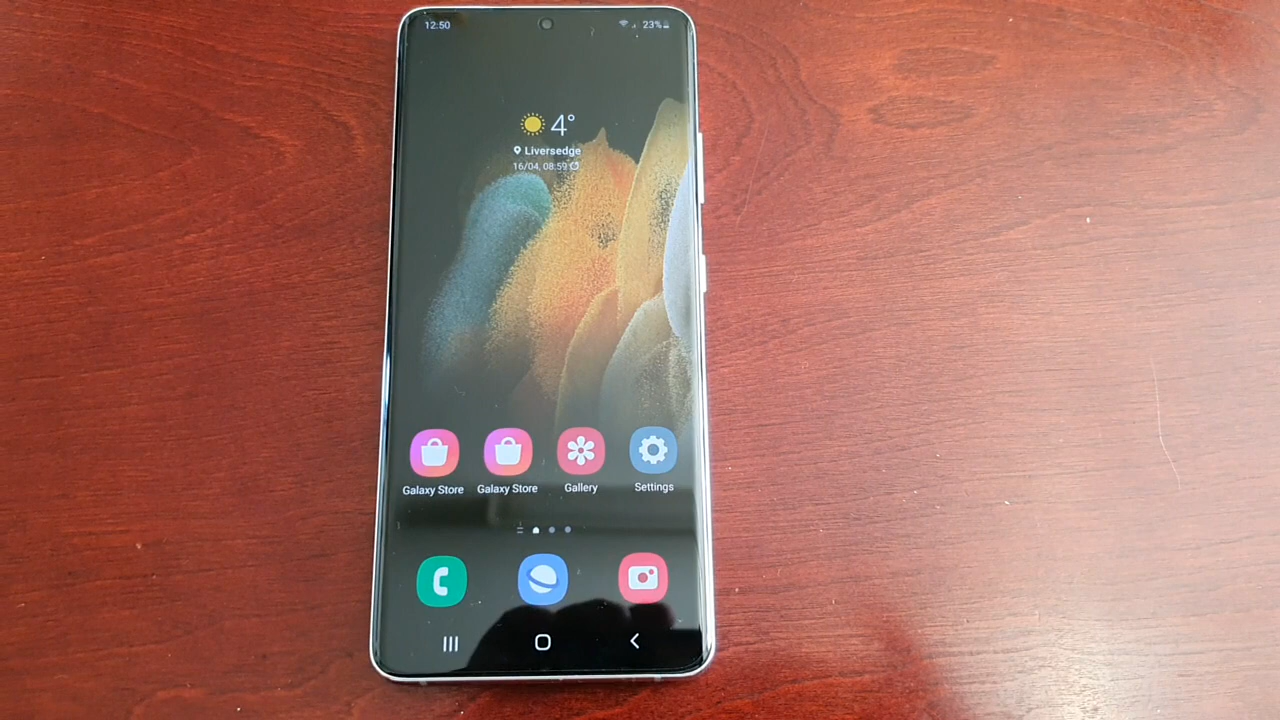 12:50
23%
4°
Liversedge
16/04, 08:59
Galaxy Store
Galaxy Store
Gallery
Settings